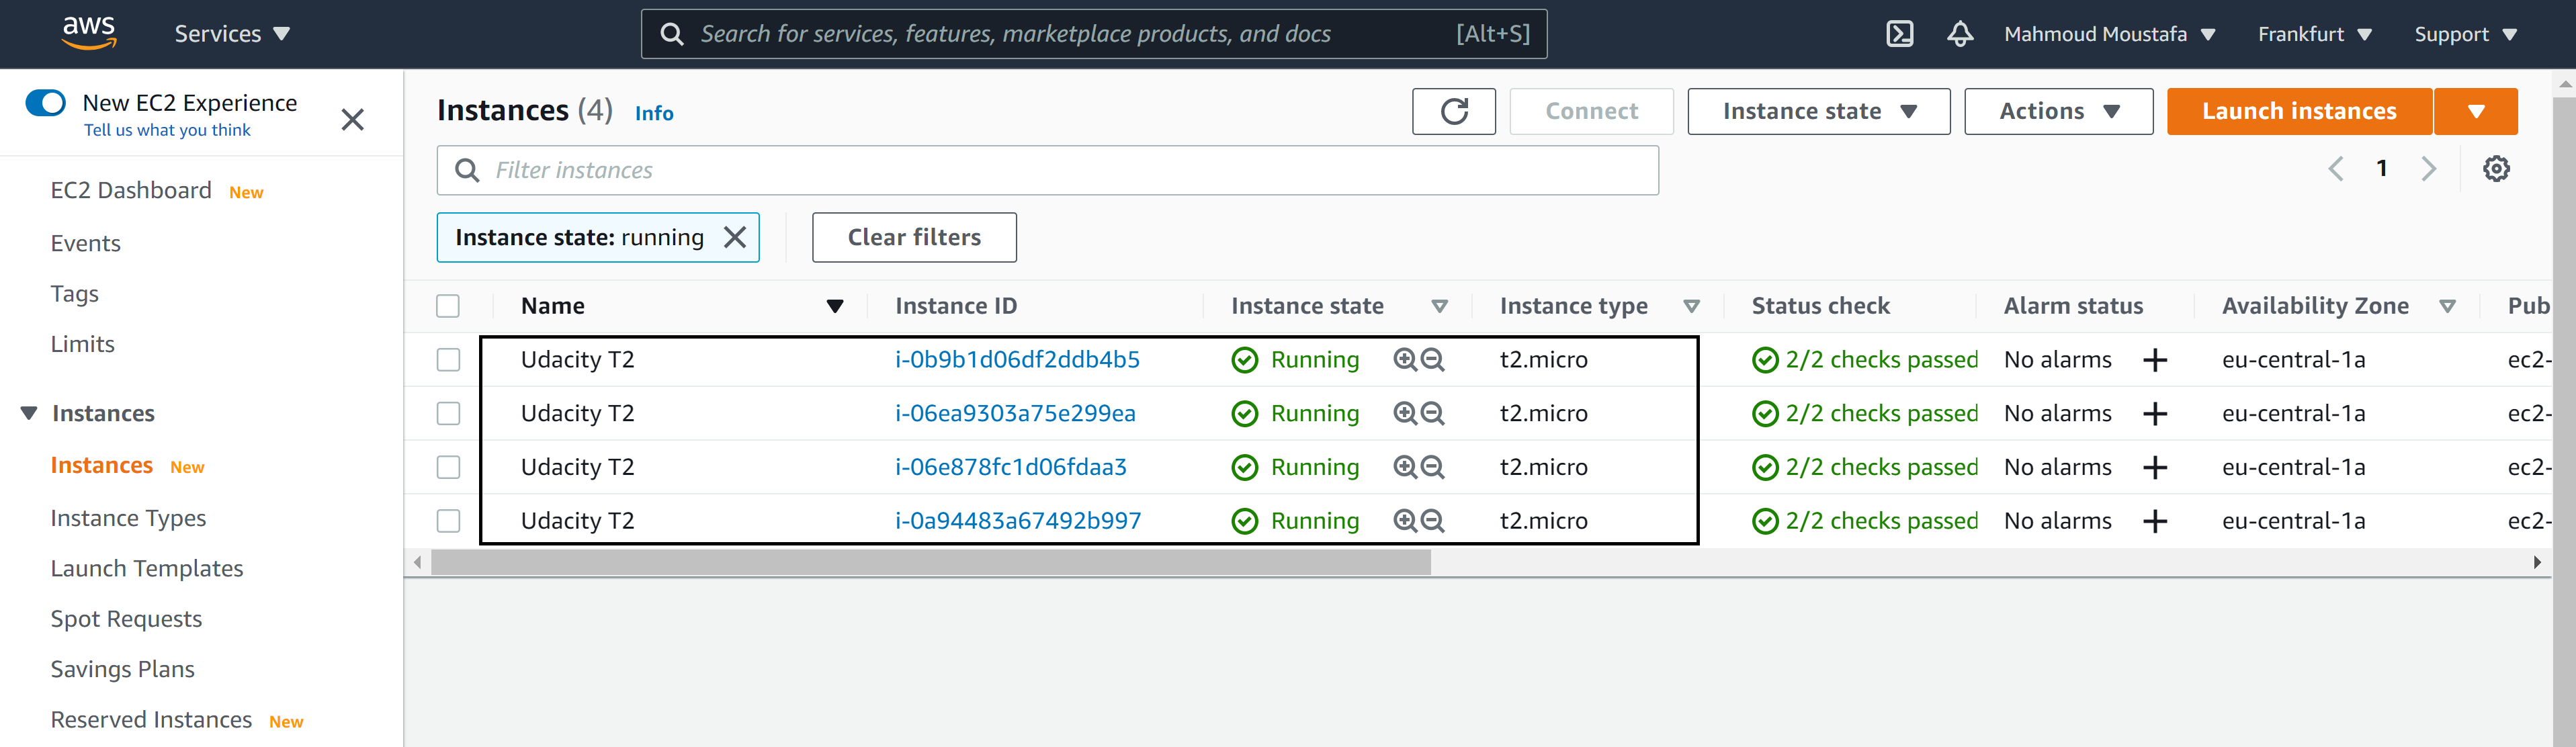 aws Services Search for services, features, marketplace products, and docs [Alt+S] Mahmoud Moustafa Frankfurt Support
New EC2 Experience
Tell us what you think
EC2 Dashboard New
Events
Tags
Limits
Instances
Instances New
Instance Types
Launch Templates
Spot Requests
Savings Plans
Reserved Instances New
Instances (4) Info Connect Instance state Actions Launch instances
Filter instances 1
Instance state: running Clear filters
Name Instance ID Instance state Instance type Status check Alarm status Availability Zone Pub
Udacity T2 i-0b9b1d06df2ddb4b5 Running t2.micro 2/2 checks passed No alarms eu-central-1a ec2-
Udacity T2 i-06ea9303a75e299ea Running t2.micro 2/2 checks passed No alarms eu-central-1a ec2-
Udacity T2 i-06e878fc1d06fdaa3 Running t2.micro 2/2 checks passed No alarms eu-central-1a ec2-
Udacity T2 i-0a94483a67492b997 Running t2.micro 2/2 checks passed No alarms eu-central-1a ec2-